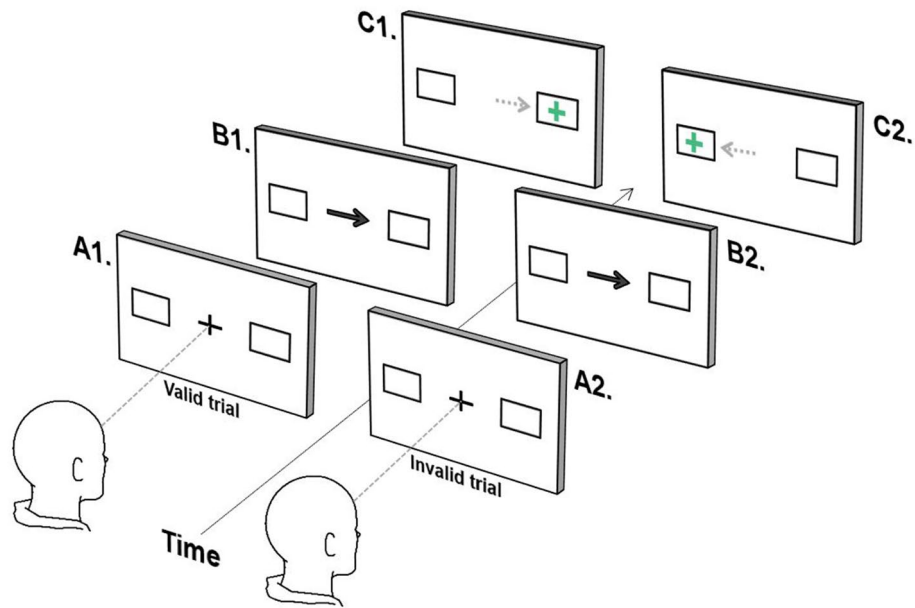 C1.
C2.
B1.
B2.
A1.
Valid trial
A2.
Invalid trial
Time